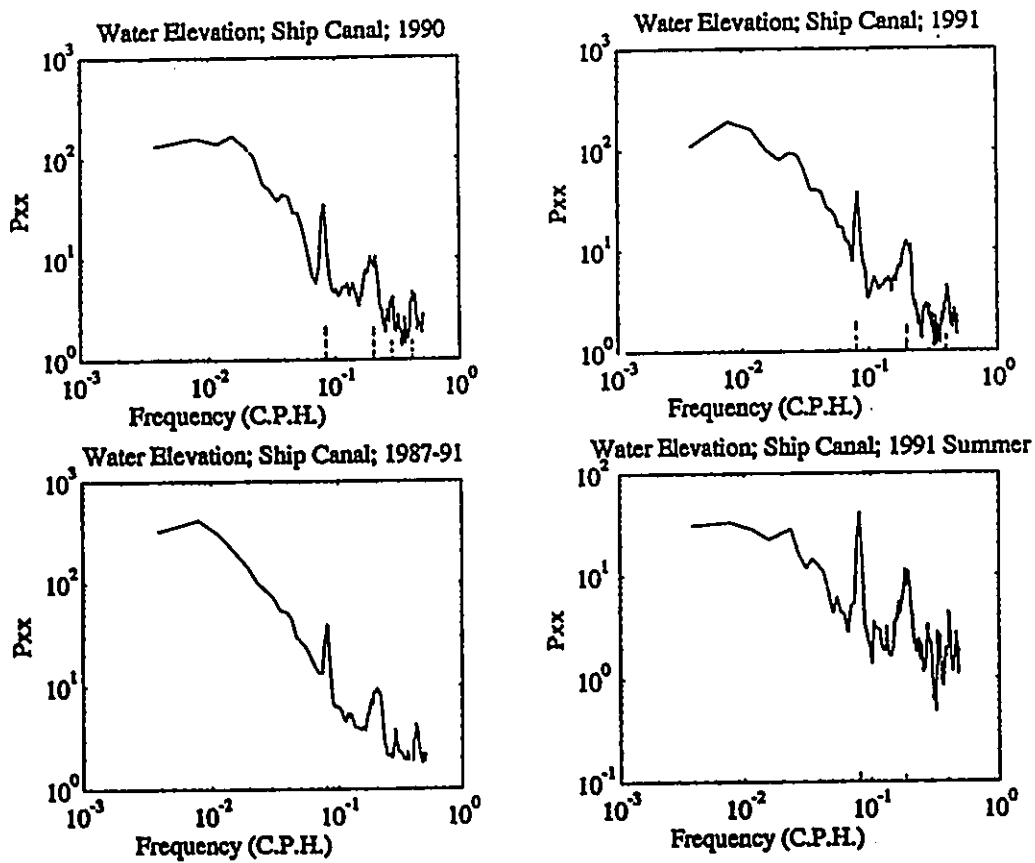 Water Elevation; Ship Canal; 1990
10^3
10^2
10^1
10^0
Pxx
10^-3
10^-2
10^-1
10^0
Frequency (C.P.H.)
Water Elevation; Ship Canal; 1991
10^3
10^2
10^1
10^0
Pxx
10^-3
10^-2
10^-1
10^0
Frequency (C.P.H.)
Water Elevation; Ship Canal; 1987-91
10^3
10^2
10^1
10^0
Pxx
10^-3
10^-2
10^-1
10^0
Frequency (C.P.H.)
Water Elevation; Ship Canal; 1991 Summer
10^2
10^1
10^0
10^-1
Pxx
10^-3
10^-2
10^-1
10^0
Frequency (C.P.H.)